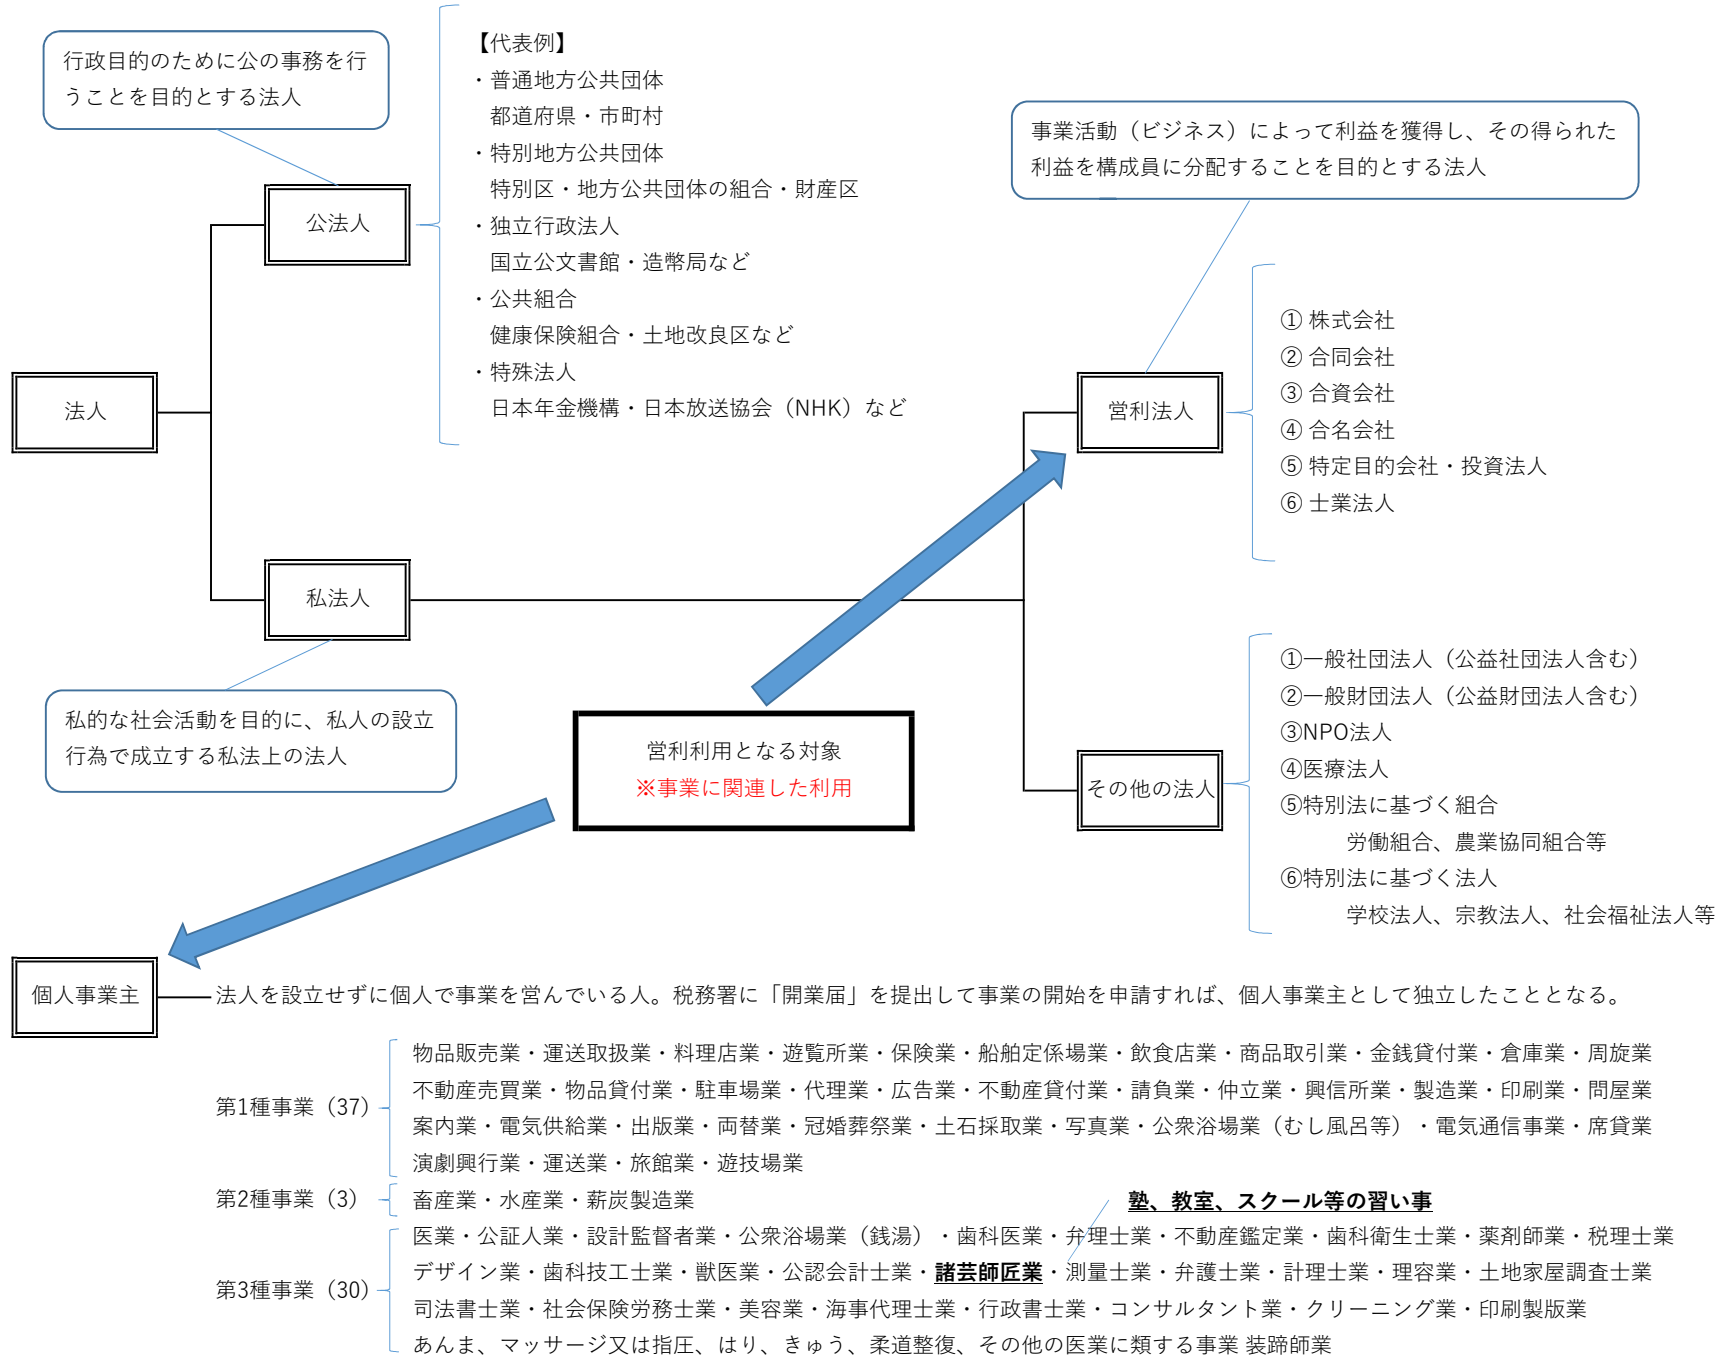 行政目的のために公の事務を行
うことを目的とする法人
【代表例】
・普通地方公共団体
都道府県・市町村
・特別地方公共団体
特別区・地方公共団体の組合・財産区
・独立行政法人
国立公文書館・造幣局など
・公共組合
健康保険組合・土地改良区など
・特殊法人
日本年金機構・日本放送協会（NHK）など
公法人
法人
私法人
私的な社会活動を目的に、私人の設立
行為で成立する私法上の法人
事業活動（ビジネス）によって利益を獲得し、その得られた
利益を構成員に分配することを目的とする法人
営利法人
① 株式会社
② 合同会社
③ 合資会社
④ 合名会社
⑤ 特定目的会社・投資法人
⑥ 士業法人
その他の法人
①一般社団法人（公益社団法人含む）
②一般財団法人（公益財団法人含む）
③NPO法人
④医療法人
⑤特別法に基づく組合
労働組合、農業協同組合等
⑥特別法に基づく法人
学校法人、宗教法人、社会福祉法人等
営利利用となる対象
※事業に関連した利用
個人事業主
法人を設立せずに個人で事業を営んでいる人。税務署に「開業届」を提出して事業の開始を申請すれば、個人事業主として独立したこととなる。
第1種事業（37）
物品販売業・運送取扱業・料理店業・遊覧所業・保険業・船舶定係場業・飲食店業・商品取引業・金銭貸付業・倉庫業・周旋業
不動産売買業・物品貸付業・駐車場業・代理業・広告業・不動産貸付業・請負業・仲立業・興信所業・製造業・印刷業・問屋業
案内業・電気供給業・出版業・両替業・冠婚葬祭業・土石採取業・写真業・公衆浴場業（むし風呂等）・電気通信事業・席貸業
演劇興行業・運送業・旅館業・遊技場業
第2種事業（3）
畜産業・水産業・薪炭製造業
塾、教室、スクール等の習い事
第3種事業（30）
医業・公証人業・設計監督者業・公衆浴場業（銭湯）・歯科医業・弁理士業・不動産鑑定業・歯科衛生士業・薬剤師業・税理士業
デザイン業・歯科技工士業・獣医業・公認会計士業・諸芸師匠業・測量士業・弁護士業・計理士業・理容業・土地家屋調査士業
司法書士業・社会保険労務士業・美容業・海事代理士業・行政書士業・コンサルタント業・クリーニング業・印刷製版業
あんま、マッサージ又は指圧、はり、きゅう、柔道整復、その他の医業に類する事業 装蹄師業